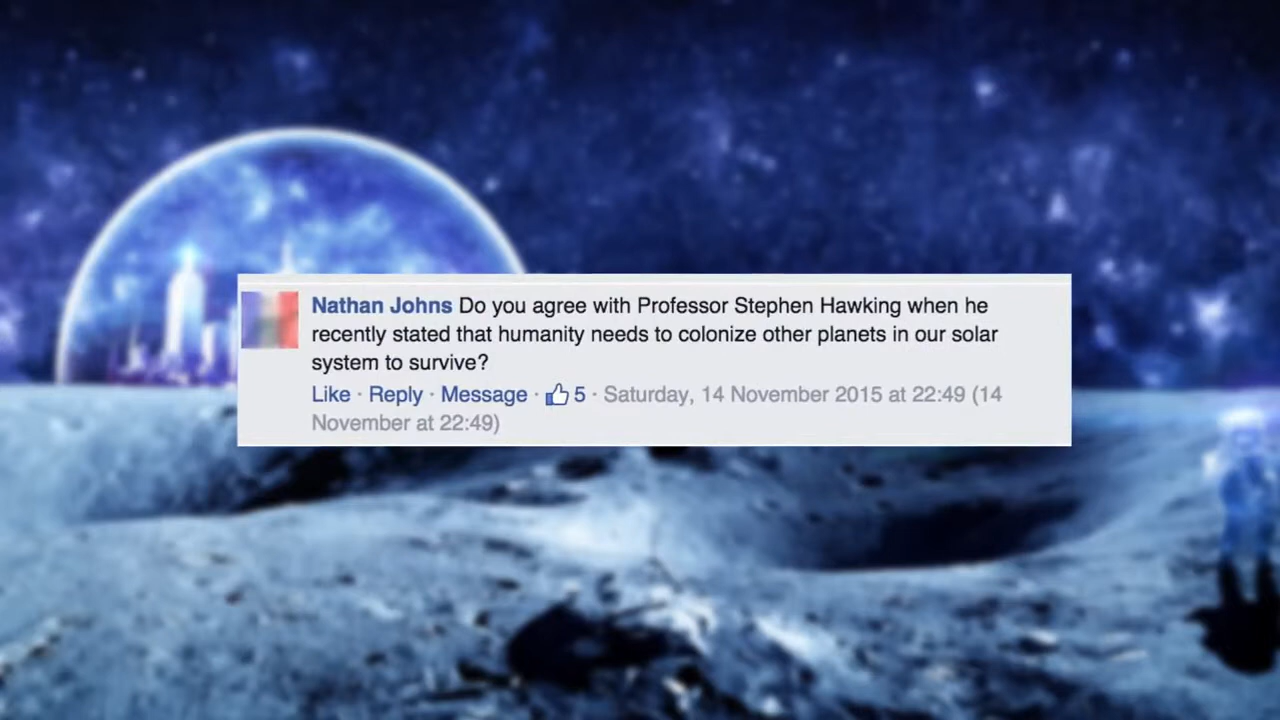 Nathan Johns Do you agree with Professor Stephen Hawking when he
recently stated that humanity needs to colonize other planets in our solar
system to survive?
Like · Reply · Message · 5 · Saturday, 14 November 2015 at 22:49 (14
November at 22:49)